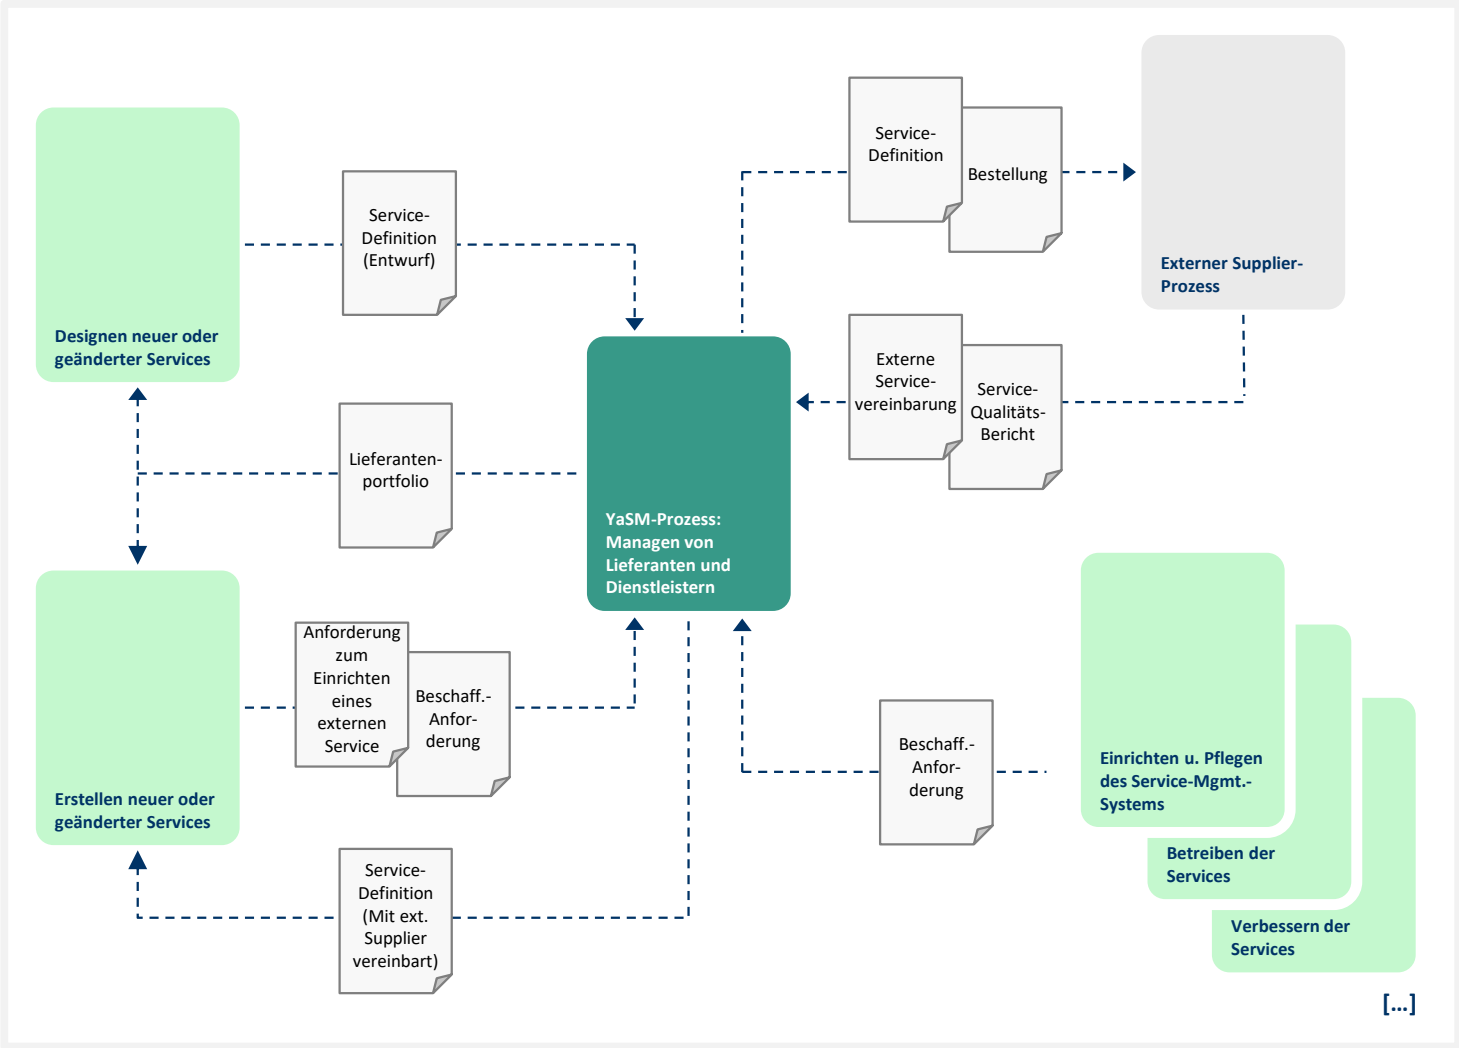 Service-
Definition
Bestellung
Externer Supplier-
Prozess
Service-
Definition
(Entwurf)
Designen neuer oder
geänderter Services
Externe
Service-
vereinbarung
Service-
Qualitäts-
Bericht
Lieferanten-
portfolio
YaSM-Prozess:
Managen von
Lieferanten und
Dienstleistern
Anforderung
zum
Einrichten
eines
externen
Service
Beschaff.-
Anfor-
derung
Erstellen neuer oder
geänderter Services
Beschaff.-
Anfor-
derung
Einrichten u. Pflegen
des Service-Mgmt.-
Systems
Betreiben der
Services
Verbessern der
Services
Service-
Definition
(Mit ext.
Supplier
vereinbart)
[...]